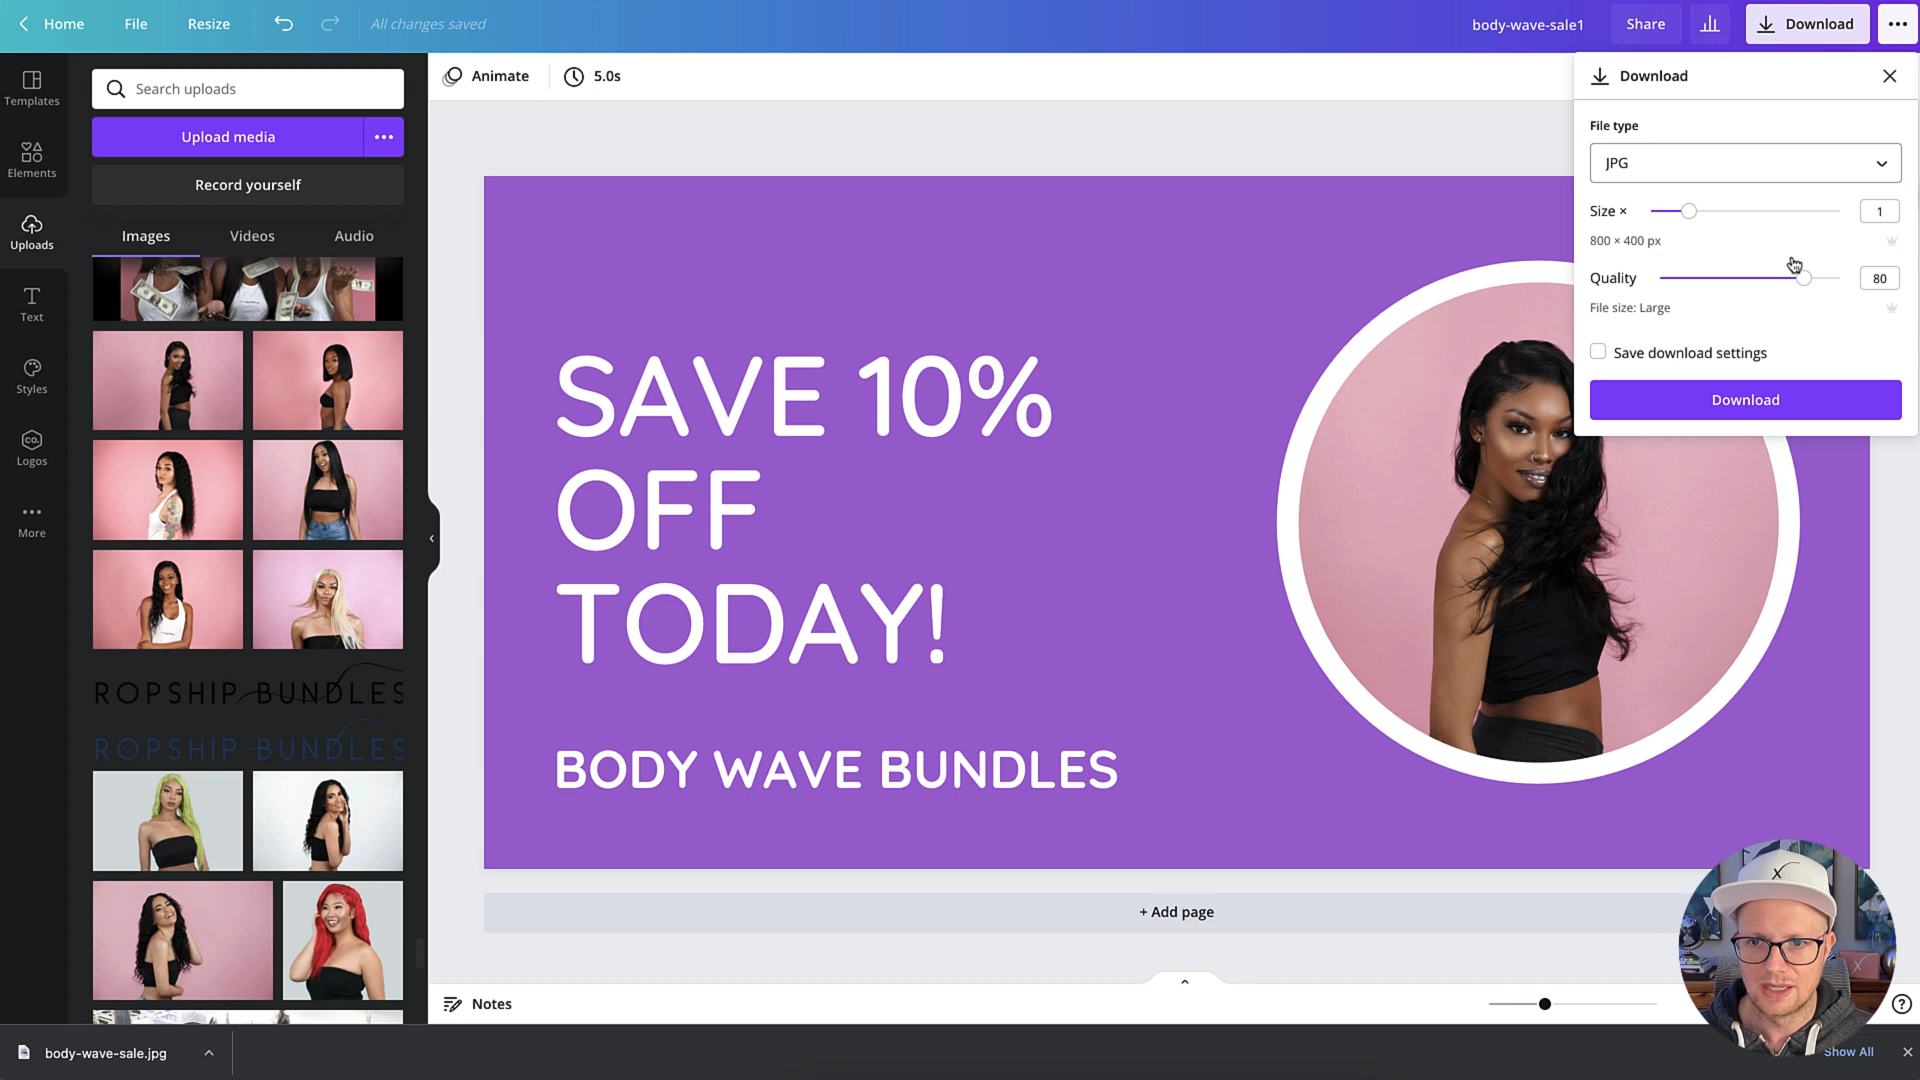 Home
File
Resize
All changes saved
body-wave-sale1
Share
Download
Templates
Elements
Uploads
Text
Styles
CO.
Logos
More
Search uploads
Upload media
Record yourself
Images
Videos
Audio
ROPSHIP BUNDLES
ROPSHIP BUNDLES
Animate
5.0s
SAVE 10%
OFF
TODAY!
BODY WAVE BUNDLES
+ Add page
Notes
Download
File type
JPG
Size ×
1
800 × 400 px
Quality
80
File size: Large
Save download settings
Download
X
?
body-wave-sale.jpg
Show All